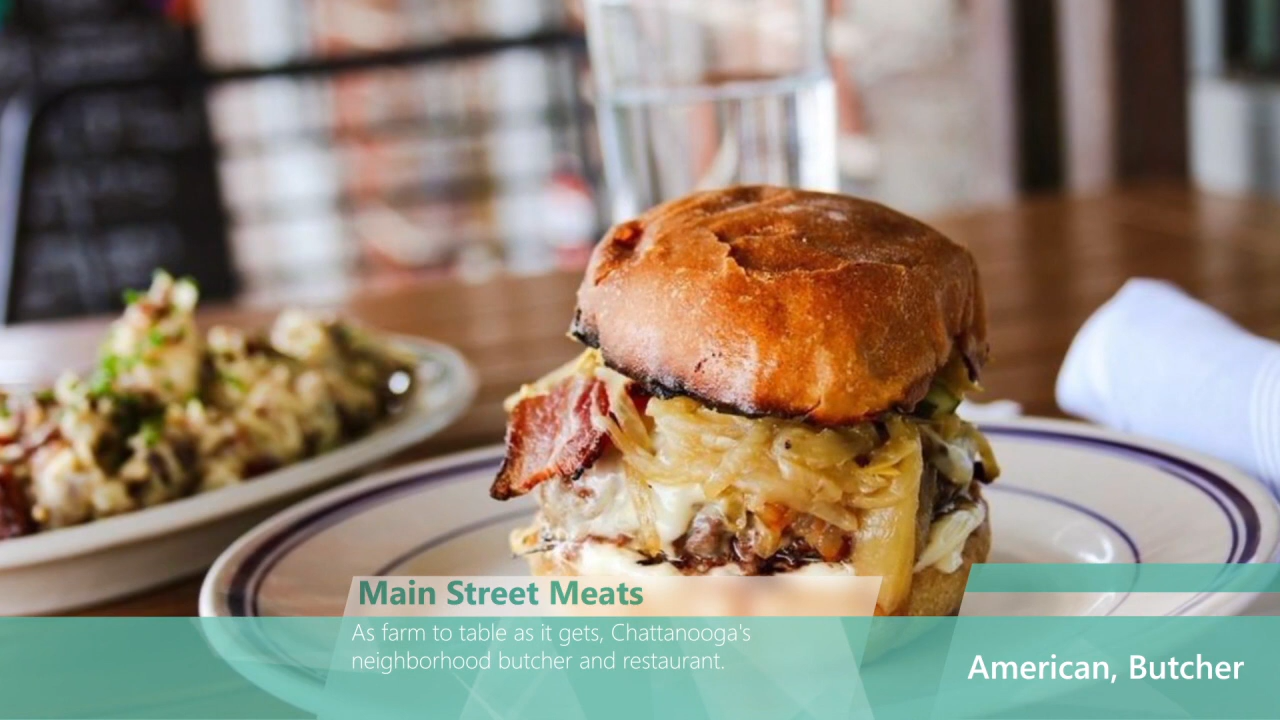 Main Street Meats
As farm to table as it gets, Chattanooga's
neighborhood butcher and restaurant.
American, Butcher